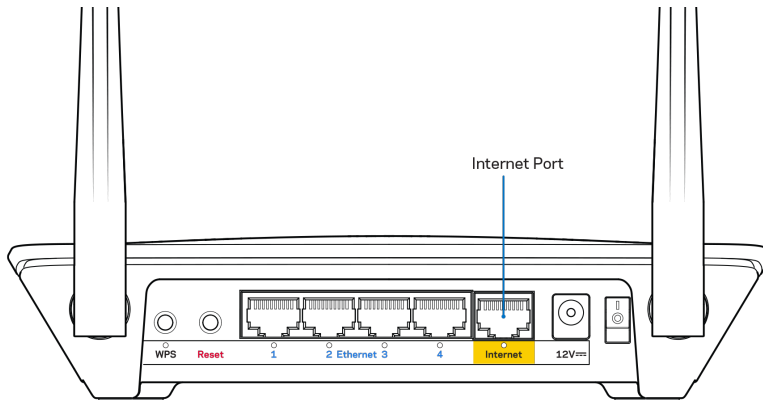 Internet Port
WPS Reset 1 2 Ethernet 3 4 Internet 12V⎓